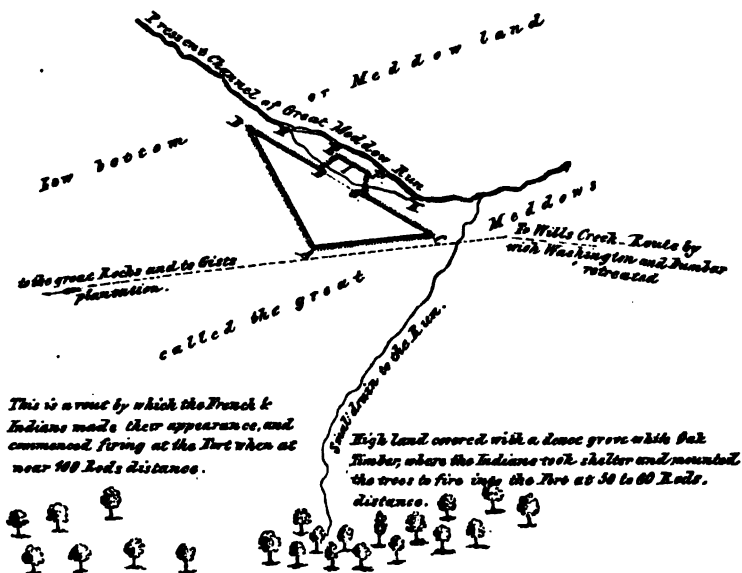 Present Channel of Great Meddow Run
Low bottom or Meddow land
B
C
called the great Meddows
To Wills Creek Route by
wich Washington and Dunbar
retreated
to the great Rocks and to Gists
plantation.
Small drain to the Run.
This is a rout by which the French &
Indians made their appearance, and
commenced firing at the Fort when at
near 100 Rods distance.
High land covered with a dence grove white Oak
Timber, where the Indians took shelter and mounted
the trees to fire into the Fort at 50 to 60 Rods.
distance.